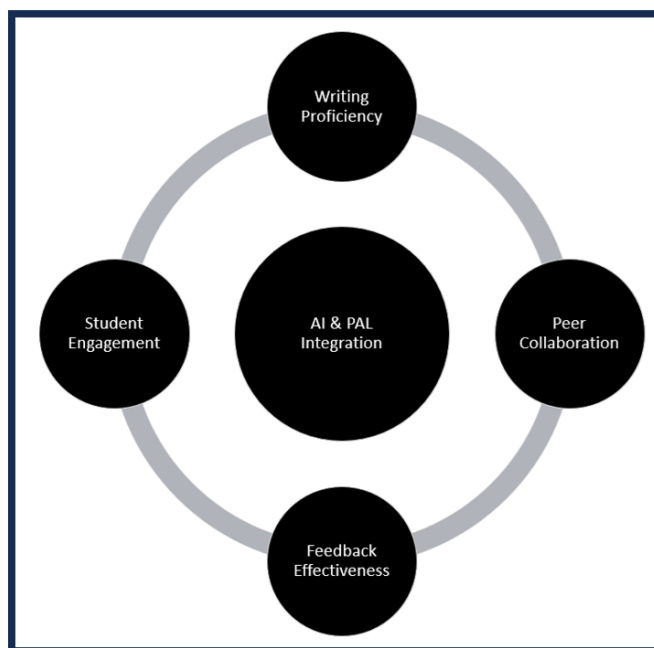 Writing
Proficiency
Student
Engagement
AI & PAL
Integration
Peer
Collaboration
Feedback
Effectiveness